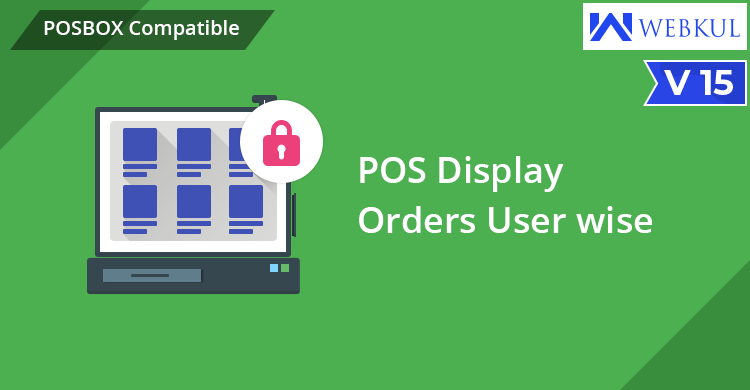 POSBOX Compatible
WEBKUL
V 15
POS Display
Orders User wise